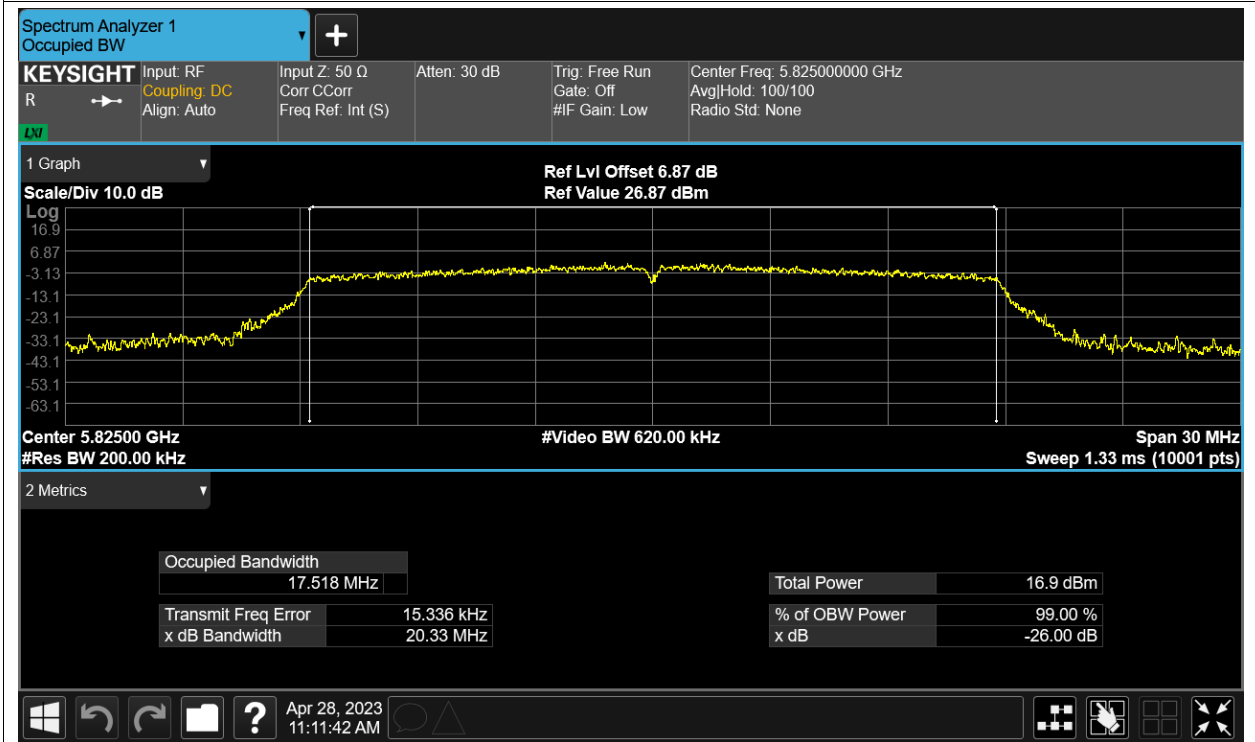 Spectrum Analyzer 1
Occupied BW
KEYSIGHT
R
LXI
Input: RF
Coupling: DC
Align: Auto
Input Z: 50 Ω
Corr CCorr
Freq Ref: Int (S)
Atten: 30 dB
Trig: Free Run
Gate: Off
#IF Gain: Low
Center Freq: 5.825000000 GHz
Avg|Hold: 100/100
Radio Std: None
1 Graph
Scale/Div 10.0 dB
Ref Lvl Offset 6.87 dB
Ref Value 26.87 dBm
Log
16.9
6.87
-3.13
-13.1
-23.1
-33.1
-43.1
-53.1
-63.1
Center 5.82500 GHz
#Video BW 620.00 kHz
Span 30 MHz
#Res BW 200.00 kHz
Sweep 1.33 ms (10001 pts)
2 Metrics
Occupied Bandwidth
17.518 MHz
Total Power 16.9 dBm
Transmit Freq Error 15.336 kHz
% of OBW Power 99.00 %
x dB Bandwidth 20.33 MHz
x dB -26.00 dB
?
Apr 28, 2023
11:11:42 AM